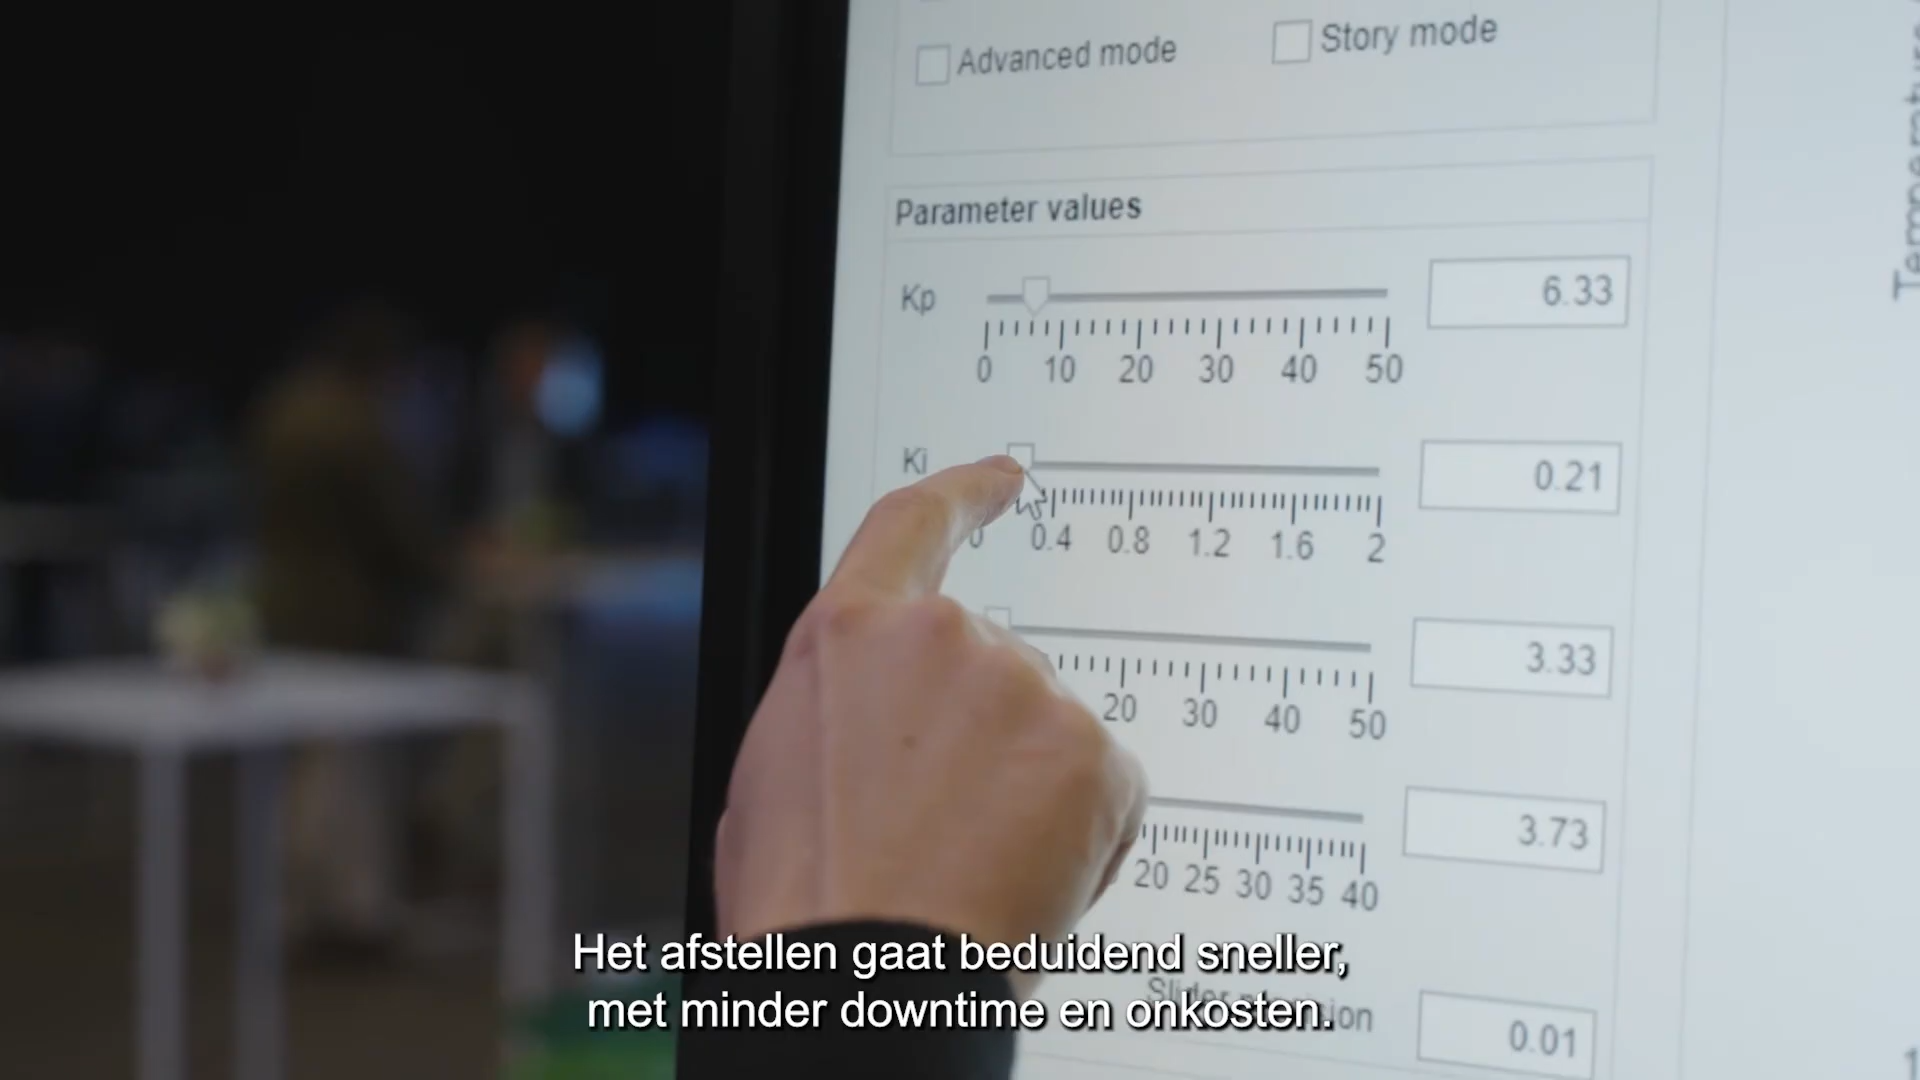 Advanced mode
Story mode
Parameter values
Kp
6.33
0 10 20 30 40 50
Ki
0.21
0 0.4 0.8 1.2 1.6 2
3.33
20 30 40 50
3.73
20 25 30 35 40
0.01
Temperature
Het afstellen gaat beduidend sneller,
met minder downtime en onkosten.